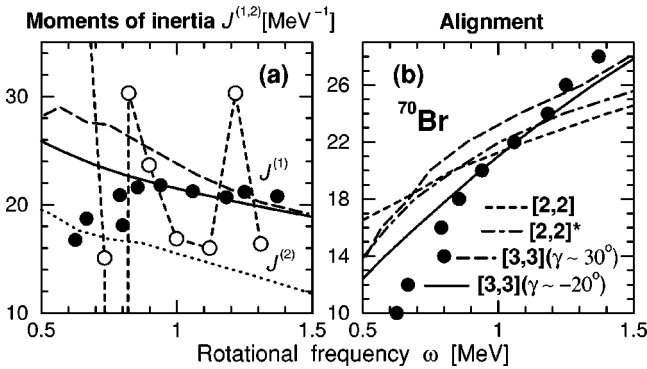 Moments of inertia J(1,2)[MeV−1]
Alignment
(a)
(b)
70Br
30
20
10
J(1)
J(2)
26
22
18
14
10
[2,2]
[2,2]*
[3,3](γ ~ 30o)
[3,3](γ ~ −20o)
0.5 1 1.5 0.5 1 1.5
Rotational frequency ω [MeV]